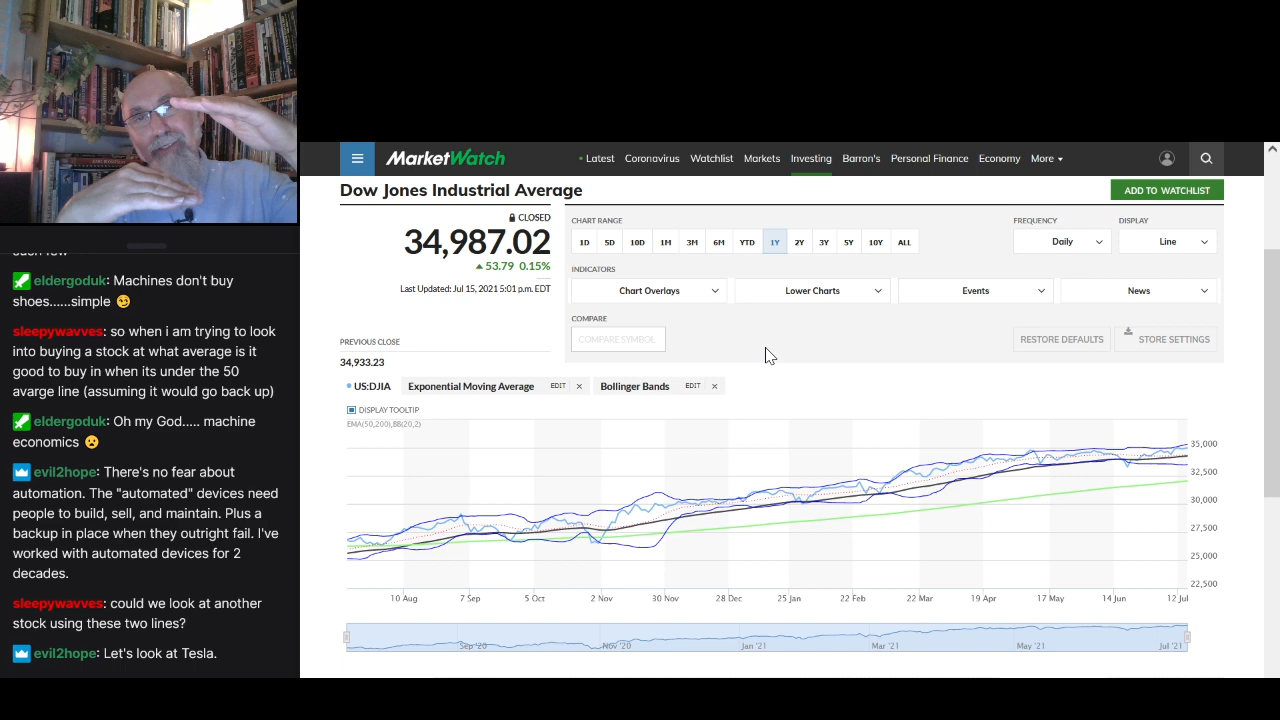 eldergoduk: Machines don't buy
shoes......simple 😏
sleepywavves: so when i am trying to look
into buying a stock at what average is it
good to buy in when its under the 50
avarge line (assuming it would go back up)
eldergoduk: Oh my God..... machine
economics 😦
evil2hope: There's no fear about
automation. The "automated" devices need
people to build, sell, and maintain. Plus a
backup in place when they outright fail. I've
worked with automated devices for 2
decades.
sleepywavves: could we look at another
stock using these two lines?
evil2hope: Let's look at Tesla.
MarketWatch
Latest Coronavirus Watchlist Markets Investing Barron's Personal Finance Economy More
Dow Jones Industrial Average
ADD TO WATCHLIST
CLOSED
34,987.02
53.79 0.15%
Last Updated: Jul 15, 2021 5:01 p.m. EDT
PREVIOUS CLOSE
34,933.23
CHART RANGE
1D 5D 10D 1M 3M 6M YTD 1Y 2Y 3Y 5Y 10Y ALL
FREQUENCY
Daily
DISPLAY
Line
INDICATORS
Chart Overlays
Lower Charts
Events
News
COMPARE
COMPARE SYMBOL
RESTORE DEFAULTS
STORE SETTINGS
US:DJIA
Exponential Moving Average EDIT ×
Bollinger Bands EDIT ×
DISPLAY TOOLTIP
EMA(50,200),BB(20,2)
35,000
32,500
30,000
27,500
25,000
22,500
10 Aug 7 Sep 5 Oct 2 Nov 30 Nov 28 Dec 25 Jan 22 Feb 22 Mar 19 Apr 17 May 14 Jun 12 Jul
Sep '20 Nov '20 Jan '21 Mar '21 May '21 Jul '21